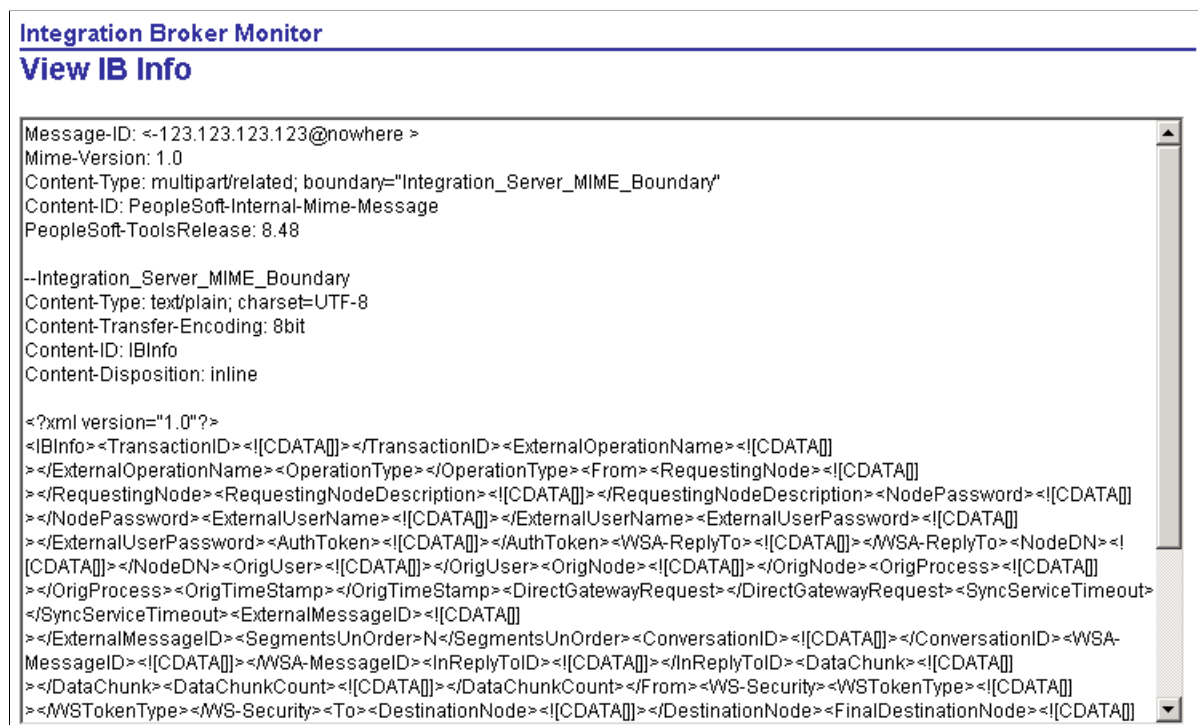 Integration Broker Monitor
View IB Info
Message-ID: <-123.123.123.123@nowhere >
Mime-Version: 1.0
Content-Type: multipart/related; boundary="Integration_Server_MIME_Boundary"
Content-ID: PeopleSoft-Internal-Mime-Message
PeopleSoft-ToolsRelease: 8.48
--Integration_Server_MIME_Boundary
Content-Type: text/plain; charset=UTF-8
Content-Transfer-Encoding: 8bit
Content-ID: IBInfo
Content-Disposition: inline
<?xml version="1.0"?>
<IBInfo><TransactionID><![CDATA[]]></TransactionID><ExternalOperationName><![CDATA[]]
></ExternalOperationName><OperationType></OperationType><From><RequestingNode><![CDATA[]]
></RequestingNode><RequestingNodeDescription><![CDATA[]]></RequestingNodeDescription><NodePassword><![CDATA[]]
></NodePassword><ExternalUserName><![CDATA[]]></ExternalUserName><ExternalUserPassword><![CDATA[]]
></ExternalUserPassword><AuthToken><![CDATA[]]></AuthToken><WSA-ReplyTo><![CDATA[]]></WSA-ReplyTo><NodeDN><!
[CDATA[]]></NodeDN><OrigUser><![CDATA[]]></OrigUser><OrigNode><![CDATA[]]></OrigNode><OrigProcess><![CDATA[]]
></OrigProcess><OrigTimeStamp></OrigTimeStamp><DirectGatewayRequest></DirectGatewayRequest><SyncServiceTimeout>
</SyncServiceTimeout><ExternalMessageID><![CDATA[]]
></ExternalMessageID><SegmentsUnOrder>N</SegmentsUnOrder><ConversationID><![CDATA[]]></ConversationID><WSA-
MessageID><![CDATA[]]></WSA-MessageID><InReplyToID><![CDATA[]]></InReplyToID><DataChunk><![CDATA[]]
></DataChunk><DataChunkCount><![CDATA[]]></DataChunkCount></From><WS-Security><WSTokenType><![CDATA[]]
></WSTokenType></WS-Security><To><DestinationNode><![CDATA[]]></DestinationNode><FinalDestinationNode><![CDATA[]]